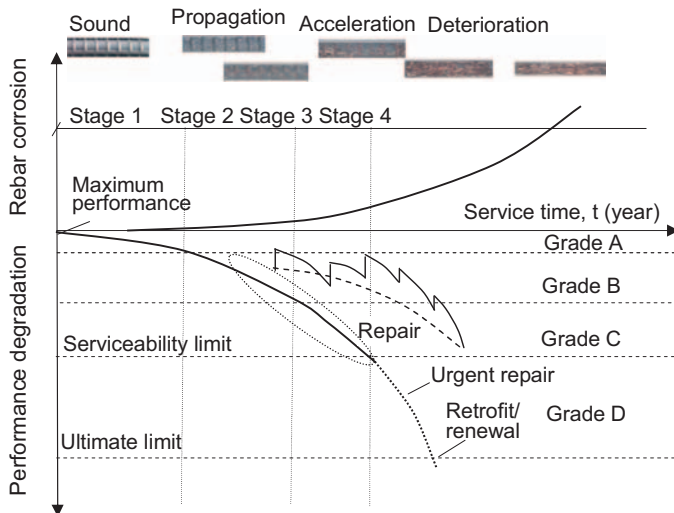 Sound
Propagation
Acceleration
Deterioration
Rebar corrosion
Stage 1
Stage 2
Stage 3
Stage 4
Maximum
performance
Service time, t (year)
Performance degradation
Grade A
Grade B
Repair
Grade C
Serviceability limit
Urgent repair
Retrofit/
renewal
Grade D
Ultimate limit